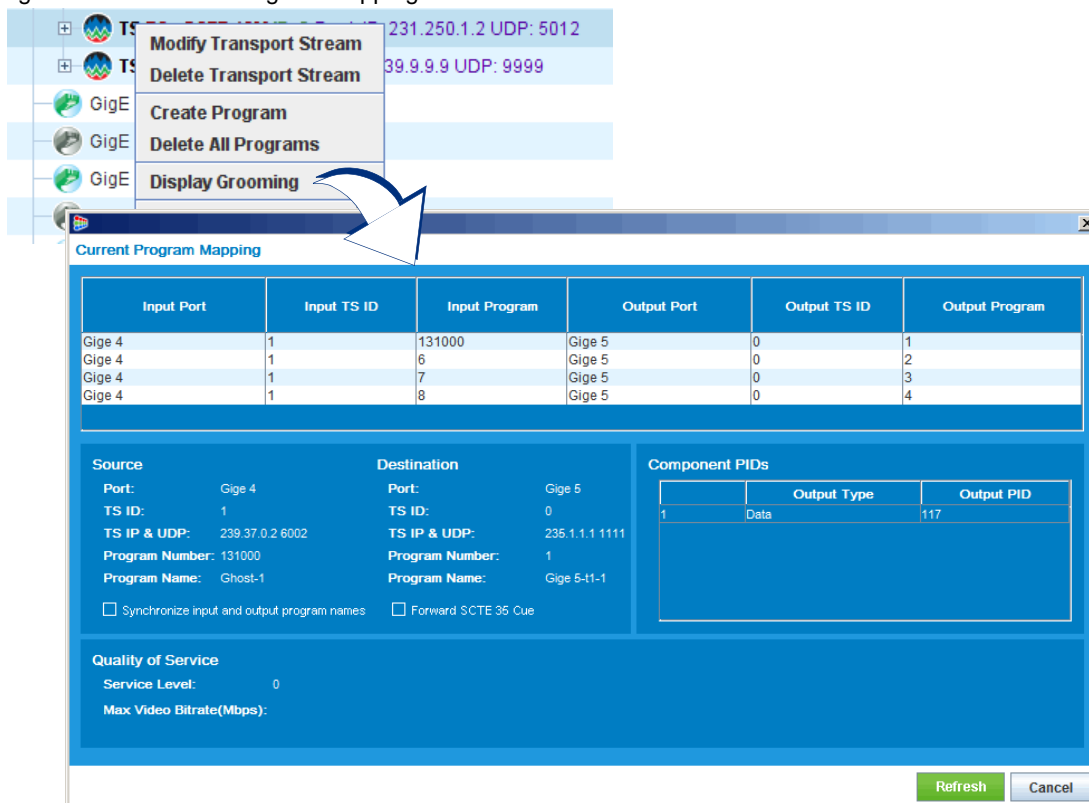 TS 231.250.1.2 UDP: 5012
TS 39.9.9.9 UDP: 9999
GigE
GigE
GigE
Modify Transport Stream
Delete Transport Stream
Create Program
Delete All Programs
Display Grooming
Current Program Mapping
Input Port Input TS ID Input Program Output Port Output TS ID Output Program
Gige 4 1 131000 Gige 5 0 1
Gige 4 1 6 Gige 5 0 2
Gige 4 1 7 Gige 5 0 3
Gige 4 1 8 Gige 5 0 4
Source
Port: Gige 4
TS ID: 1
TS IP & UDP: 239.37.0.2 6002
Program Number: 131000
Program Name: Ghost-1
Synchronize input and output program names
Destination
Port: Gige 5
TS ID: 0
TS IP & UDP: 235.1.1.1 1111
Program Number: 1
Program Name: Gige 5-t1-1
Forward SCTE 35 Cue
Component PIDs
Output Type Output PID
1 Data 117
Quality of Service
Service Level: 0
Max Video Bitrate(Mbps):
Refresh Cancel